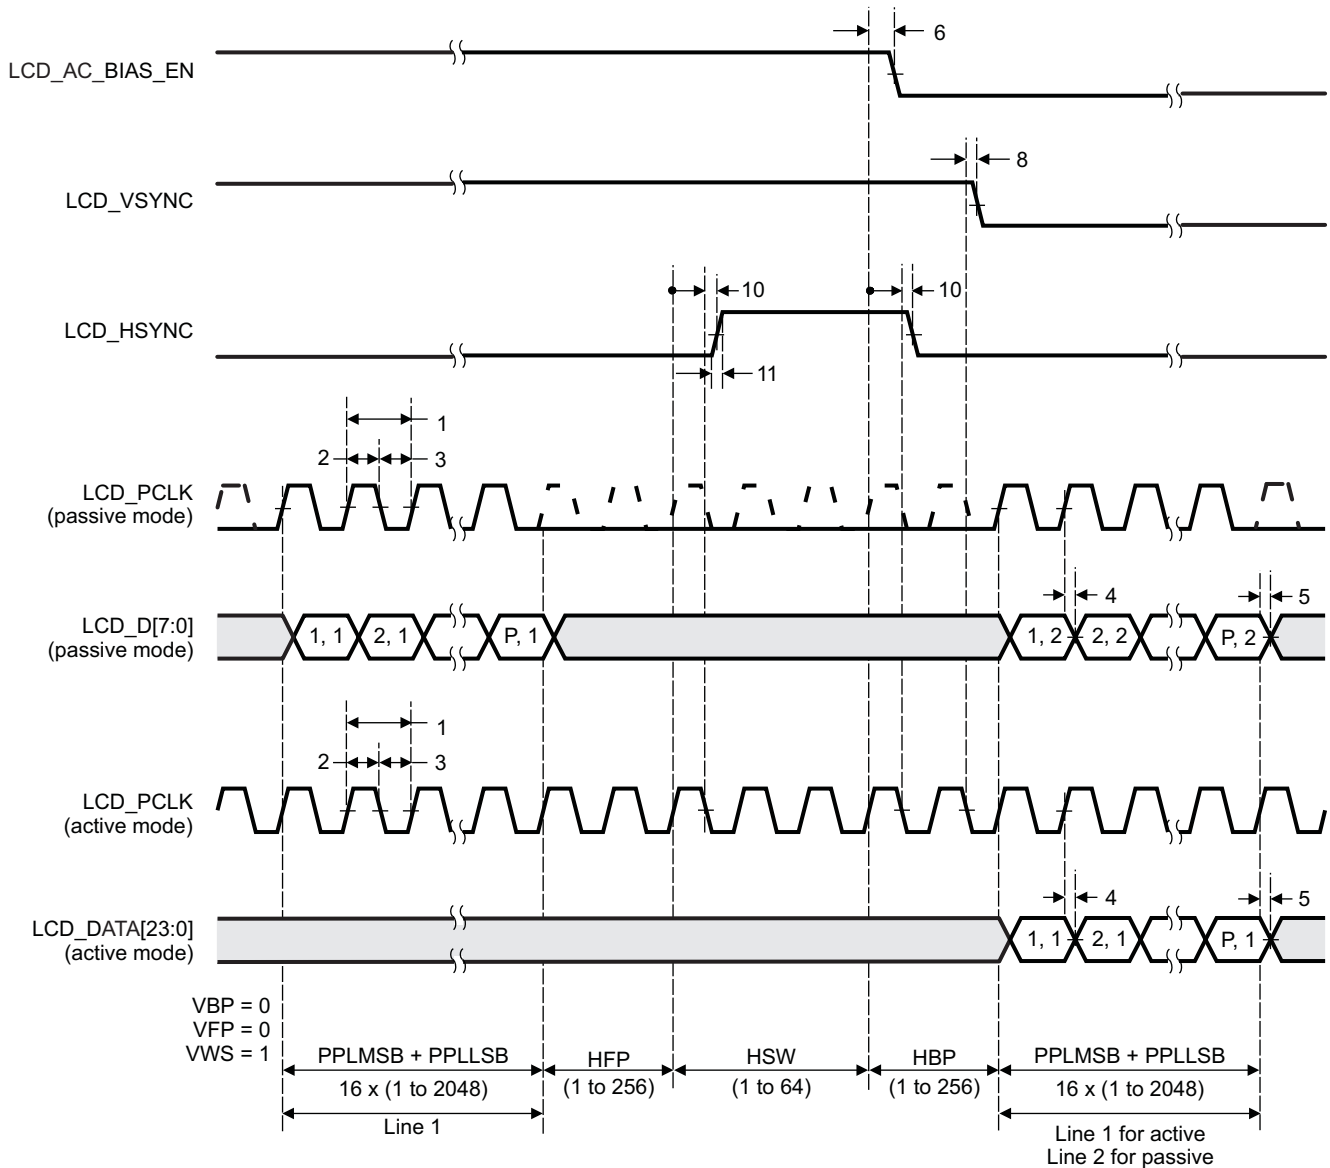 6
LCD_AC_BIAS_EN
8
LCD_VSYNC
10
10
LCD_HSYNC
11
1
2
3
LCD_PCLK
(passive mode)
4
5
LCD_D[7:0]
(passive mode)
1, 1
2, 1
P, 1
1, 2
2, 2
P, 2
1
2
3
LCD_PCLK
(active mode)
4
5
LCD_DATA[23:0]
(active mode)
1, 1
2, 1
P, 1
VBP = 0
VFP = 0
VWS = 1
PPLMSB + PPLLSB
16 x (1 to 2048)
Line 1
HFP
(1 to 256)
HSW
(1 to 64)
HBP
(1 to 256)
PPLMSB + PPLLSB
16 x (1 to 2048)
Line 1 for active
Line 2 for passive